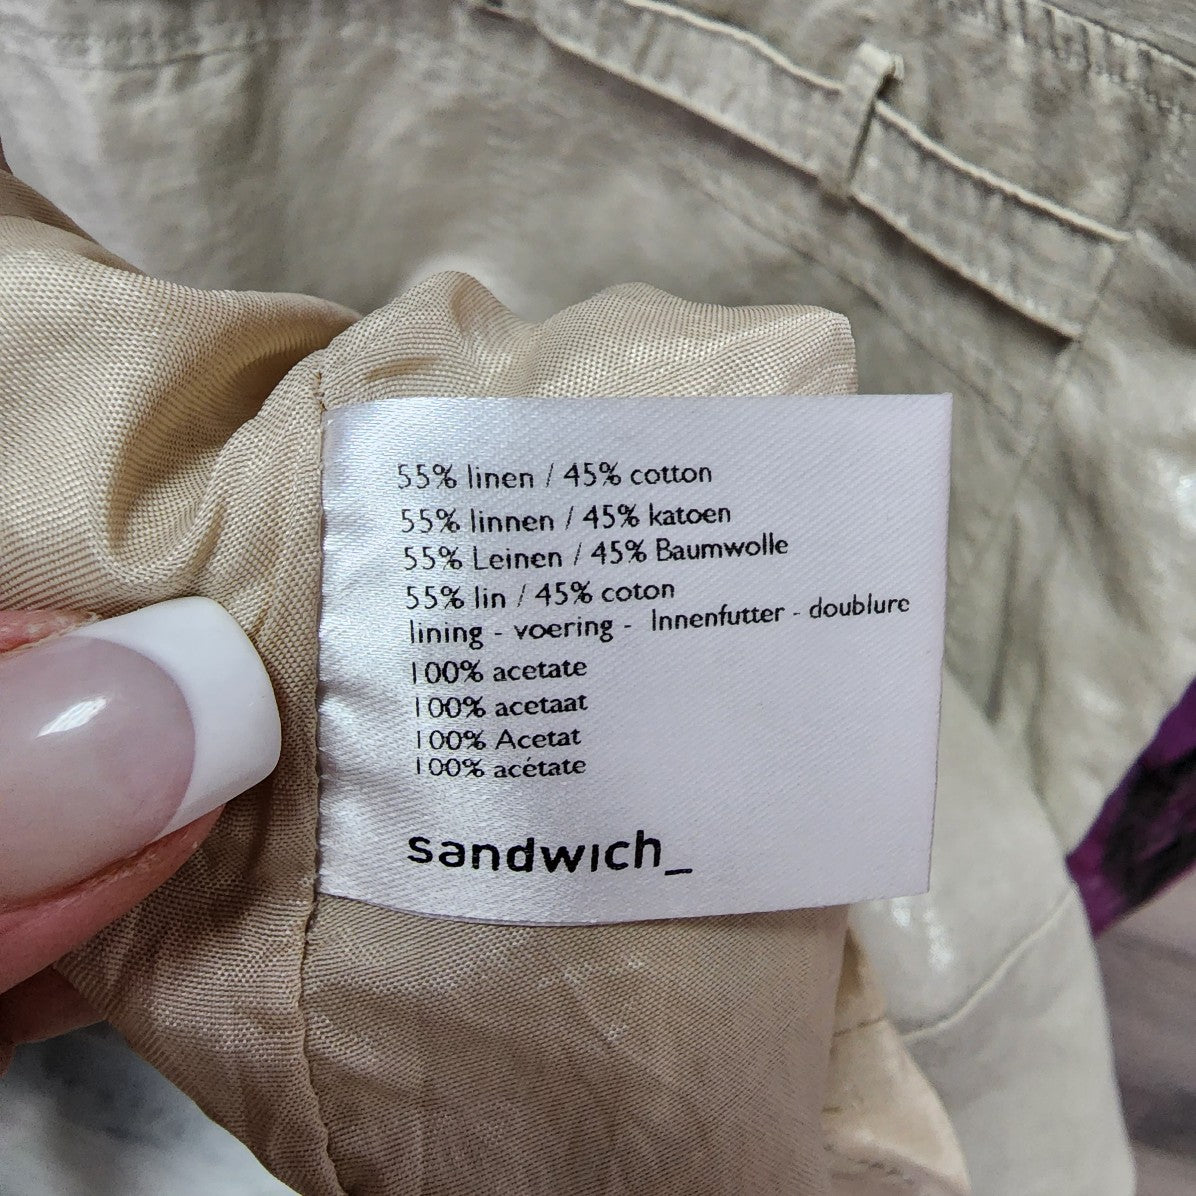 55% linen / 45% cotton
55% linnen / 45% katoen
55% Leinen / 45% Baumwolle
55% lin / 45% coton
lining - voering - Innenfutter - doublure
100% acetate
100% acetaat
100% Acetat
100% acétate
sandwich_